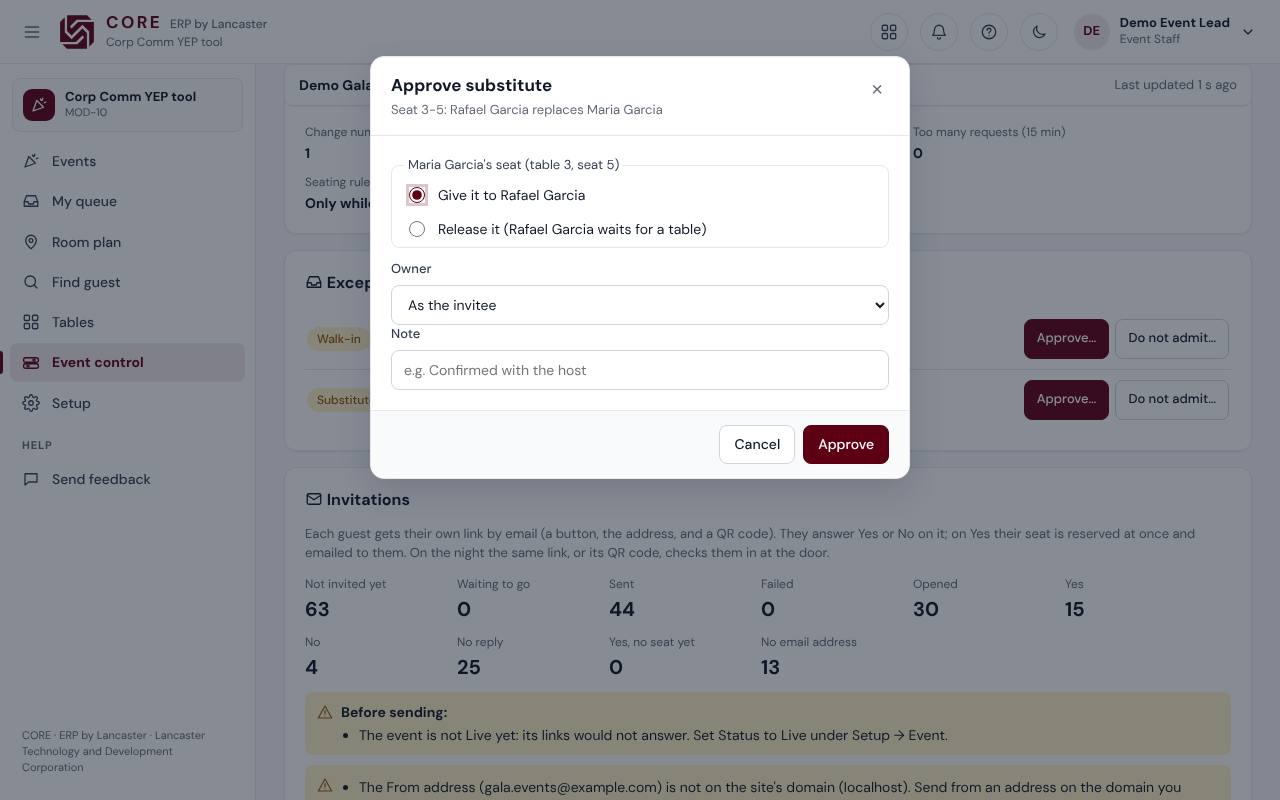 CORE ERP by Lancaster
Corp Comm YEP tool
DE
Demo Event Lead
Event Staff
Corp Comm YEP tool
MOD-10
Events
My queue
Room plan
Find guest
Tables
Event control
Setup
HELP
Send feedback
CORE · ERP by Lancaster · Lancaster
Technology and Development
Corporation
Demo Gala
Last updated 1 s ago
Too many requests (15 min)
1
0
Seating rule
Approve substitute
Seat 3-5: Rafael Garcia replaces Maria Garcia
Maria Garcia's seat (table 3, seat 5)
Give it to Rafael Garcia
Release it (Rafael Garcia waits for a table)
Owner
As the invitee
Note
e.g. Confirmed with the host
Cancel Approve
Walk-in
Approve... Do not admit...
Approve... Do not admit...
Invitations
Each guest gets their own link by email (a button, the address, and a QR code). They answer Yes or No on it; on Yes their seat is reserved at once and
emailed to them. On the night the same link, or its QR code, checks them in at the door.
Not invited yet Waiting to go Sent Failed Opened Yes
63 0 44 0 30 15
No No reply Yes, no seat yet No email address
4 25 0 13
Before sending:
The event is not Live yet: its links would not answer. Set Status to Live under Setup → Event.
The From address (gala.events@example.com) is not on the site's domain (localhost). Send from an address on the domain you